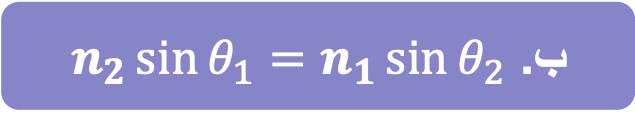 ب. n₂ sin θ₁ = n₁ sin θ₂